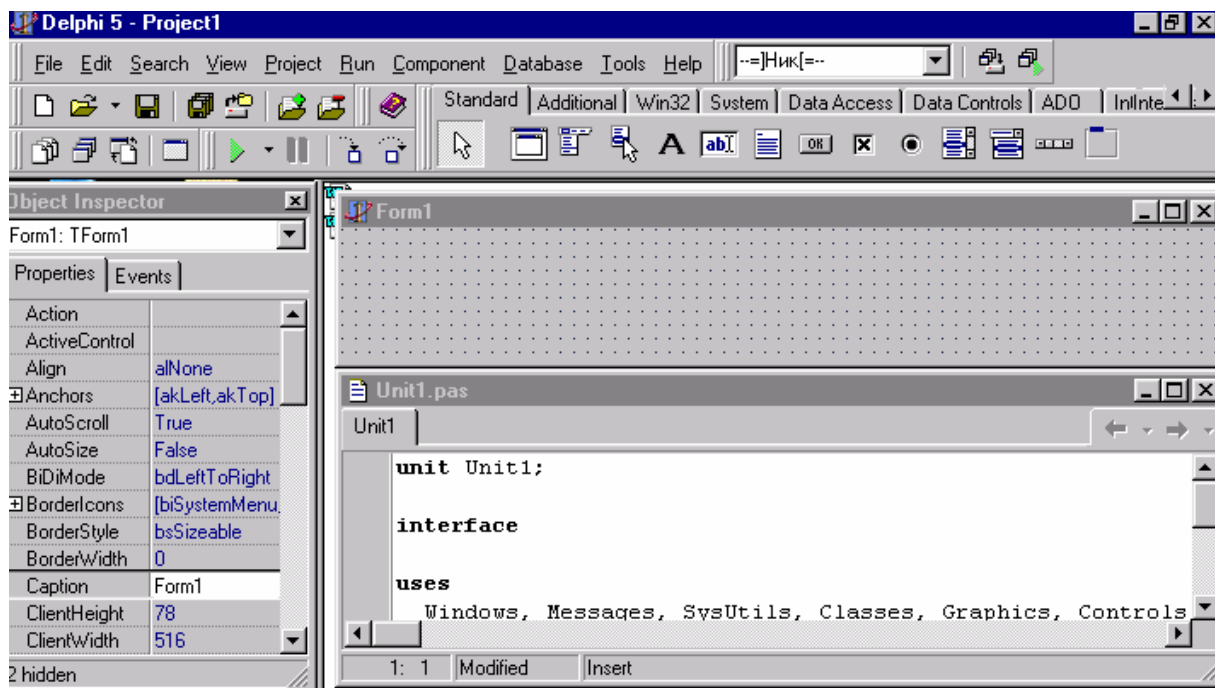 Delphi 5 - Project1
File Edit Search View Project Run Component Database Tools Help --=]Ник[=--
Standard Additional Win32 System Data Access Data Controls ADO
A ab OK
Object Inspector
Form1: TForm1
Properties Events
Action
ActiveControl
Align alNone
Anchors [akLeft,akTop]
AutoScroll True
AutoSize False
BiDiMode bdLeftToRight
BorderIcons [biSystemMenu,
BorderStyle bsSizeable
BorderWidth 0
Caption Form1
ClientHeight 78
ClientWidth 516
2 hidden
Form1
Unit1.pas
Unit1
unit Unit1;
interface
uses
Windows, Messages, SysUtils, Classes, Graphics, Controls
1: 1 Modified Insert